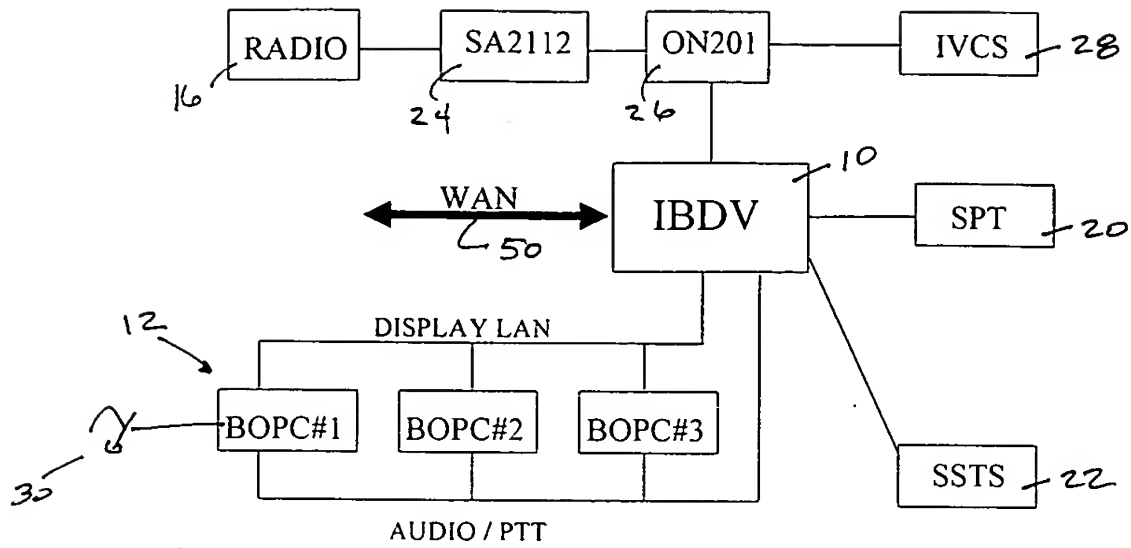 RADIO SA2112 ON201 IVCS 28
16 24 26
10
WAN IBDV SPT 20
50
12 DISPLAY LAN
BOPC#1 BOPC#2 BOPC#3
30 SSTS 22
AUDIO / PTT